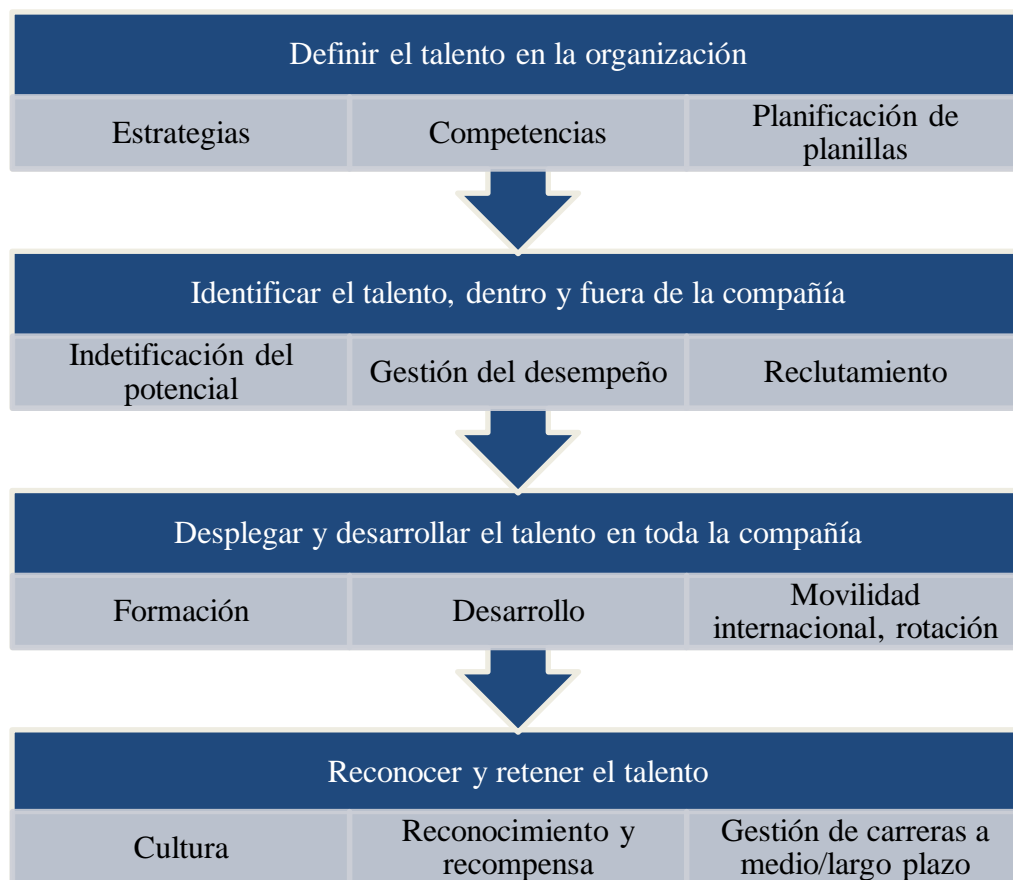 Definir el talento en la organización
Estrategias
Competencias
Planificación de
planillas
Identificar el talento, dentro y fuera de la compañía
Indetificación del
potencial
Gestión del desempeño
Reclutamiento
Desplegar y desarrollar el talento en toda la compañía
Formación
Desarrollo
Movilidad
internacional, rotación
Reconocer y retener el talento
Cultura
Reconocimiento y
recompensa
Gestión de carreras a
medio/largo plazo